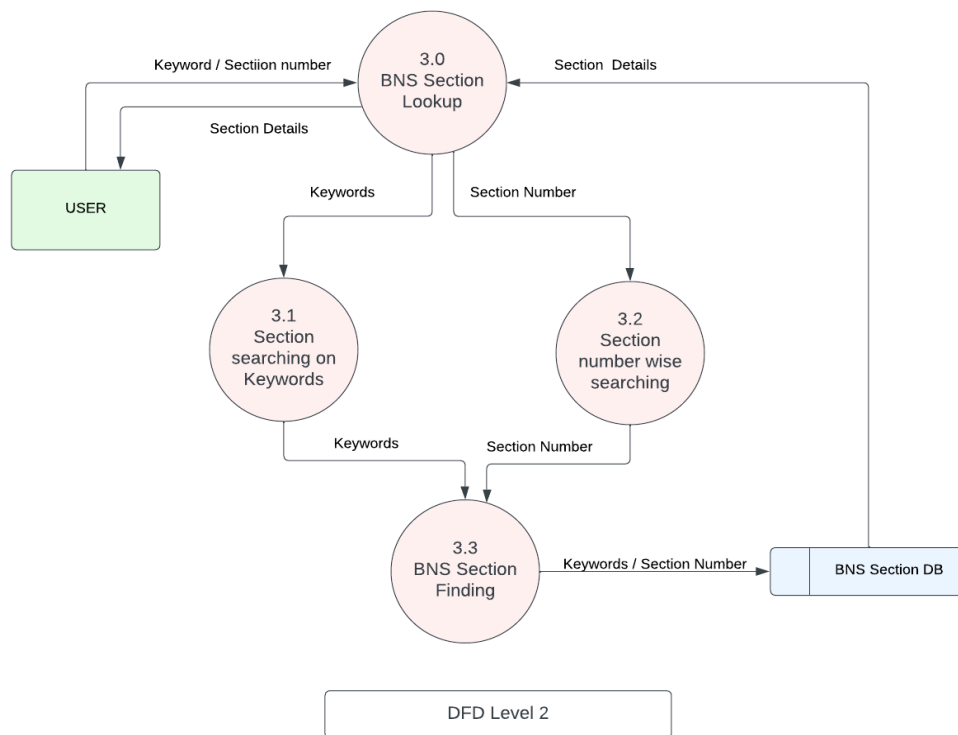 3.0
BNS Section
Lookup
Keyword / Sectiion number
Section  Details
Section Details
USER
Keywords
Section Number
3.1
Section
searching on
Keywords
3.2
Section
number wise
searching
Keywords
Section Number
3.3
BNS Section
Finding
Keywords / Section Number
BNS Section DB
DFD Level 2